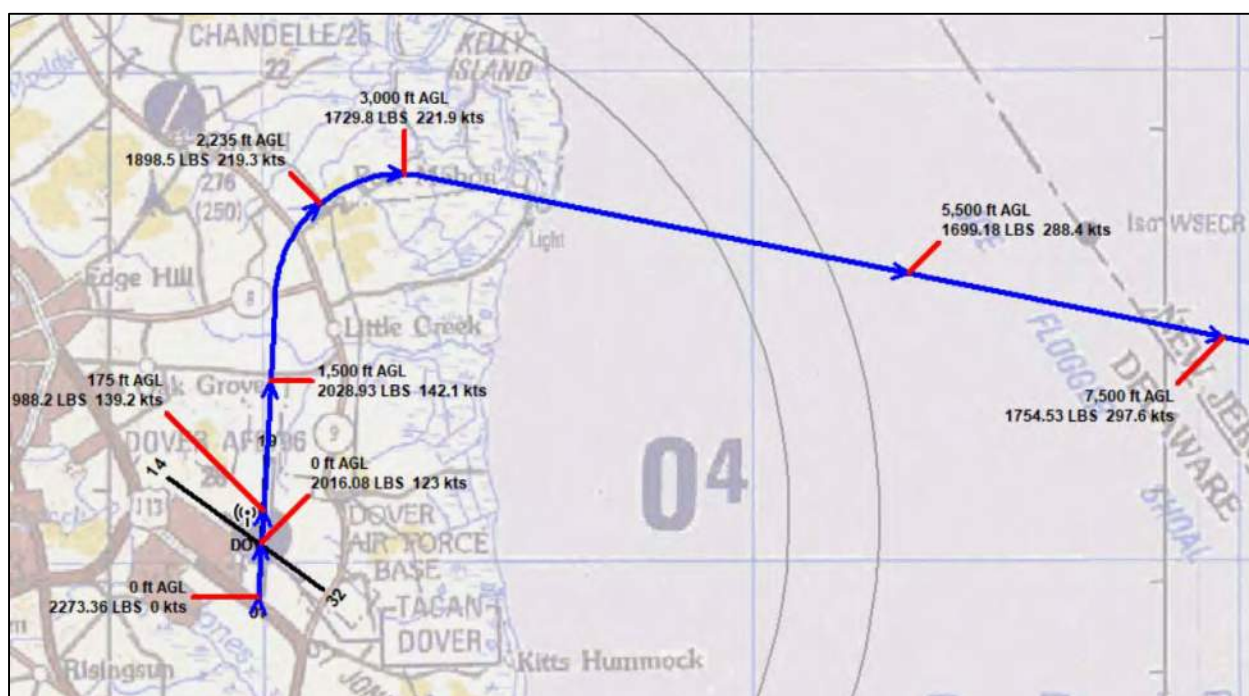 CHANDELLE/25
22
KELLY
ISLAND
3,000 ft AGL
1729.8 LBS 221.9 kts
2,235 ft AGL
1898.5 LBS 219.3 kts
276
(250)
Light
5,500 ft AGL
1699.18 LBS 288.4 kts
Edge Hill
8
Little Creek
FLOGGER
NEW JER
DELAWARE
SHOAL
175 ft AGL
988.2 LBS 139.2 kts
1,500 ft AGL
2028.93 LBS 142.1 kts
7,500 ft AGL
1754.53 LBS 297.6 kts
9
DOVER AF
19
14
113
0 ft AGL
2016.08 LBS 123 kts
04
DOVER
AIR FORCE
BASE
0 ft AGL
2273.36 LBS 0 kts
32
TACAN
DOVER
Jones
Risingsun
Kitts Hummock